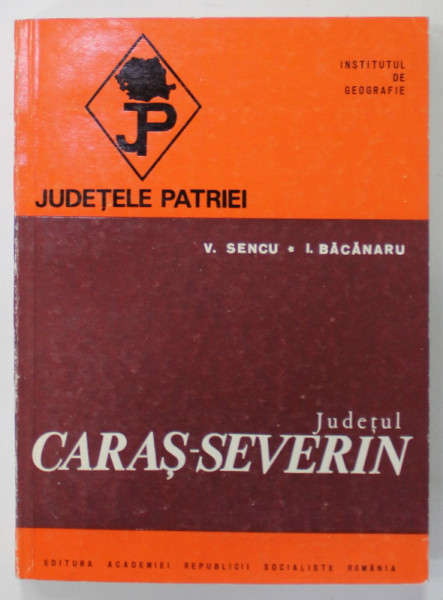 JP
INSTITUTUL
DE
GEOGRAFIE
JUDEȚELE PATRIEI
V. SENCU * I. BĂCĂNARU
Județul
CARAȘ-SEVERIN
EDITURA ACADEMIEI REPUBLICII SOCIALISTE ROMÂNIA